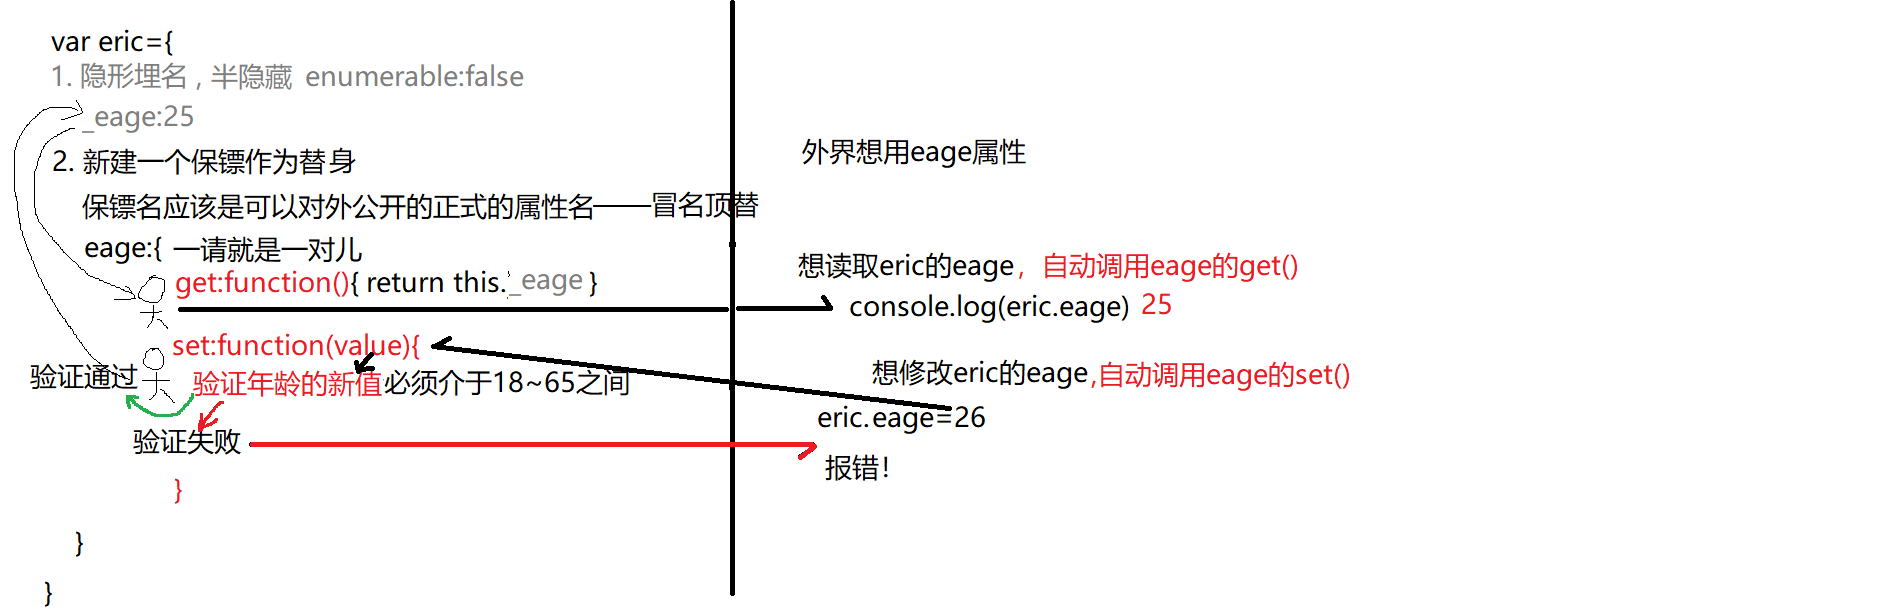 var eric={
1. 隐形埋名，半隐藏 enumerable:false
_eage:25
2. 新建一个保镖作为替身
保镖名应该是可以对外公开的正式的属性名——冒名顶替
eage:{ 一请就是一对儿
get:function(){ return this._eage }
set:function(value){
验证通过
验证年龄的新值必须介于18~65之间
验证失败
}
}
}
外界想用eage属性
想读取eric的eage，自动调用eage的get()
console.log(eric.eage) 25
想修改eric的eage,自动调用eage的set()
eric.eage=26
报错！